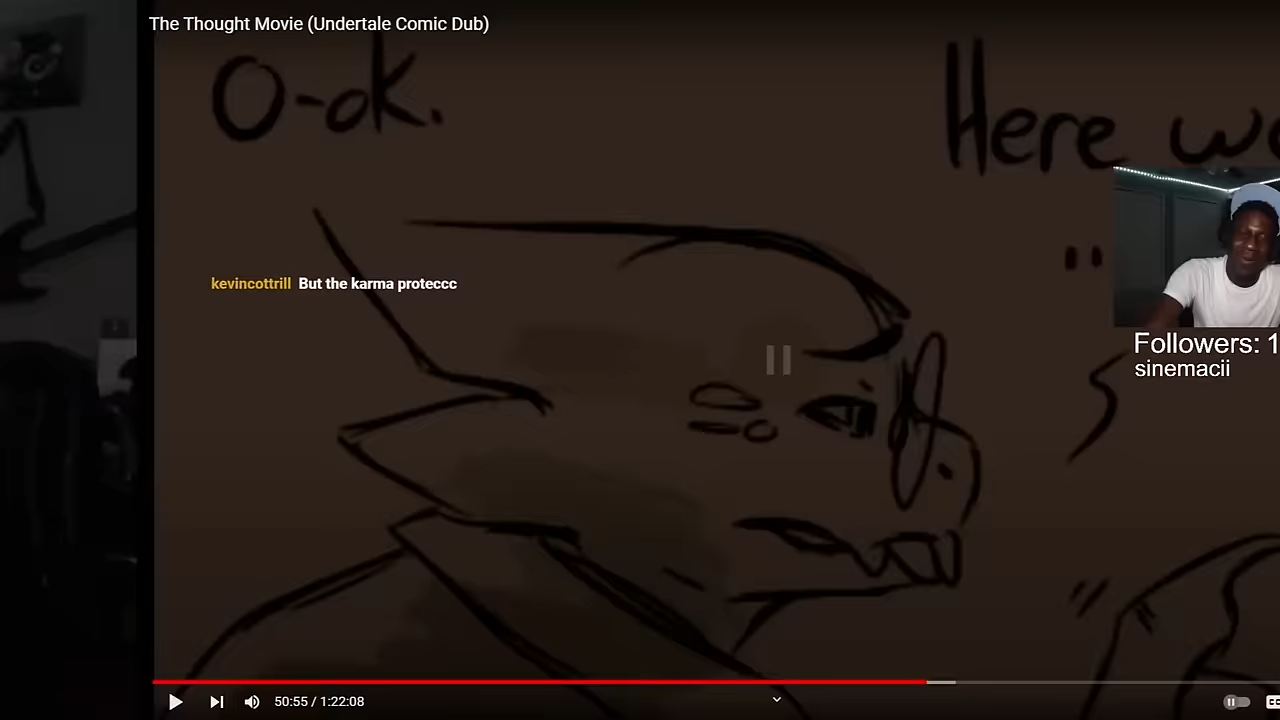 The Thought Movie (Undertale Comic Dub)
O-ok.
Here we
kevincottrill But the karma proteccc
Followers: 1
sinemacii
50:55 / 1:22:08